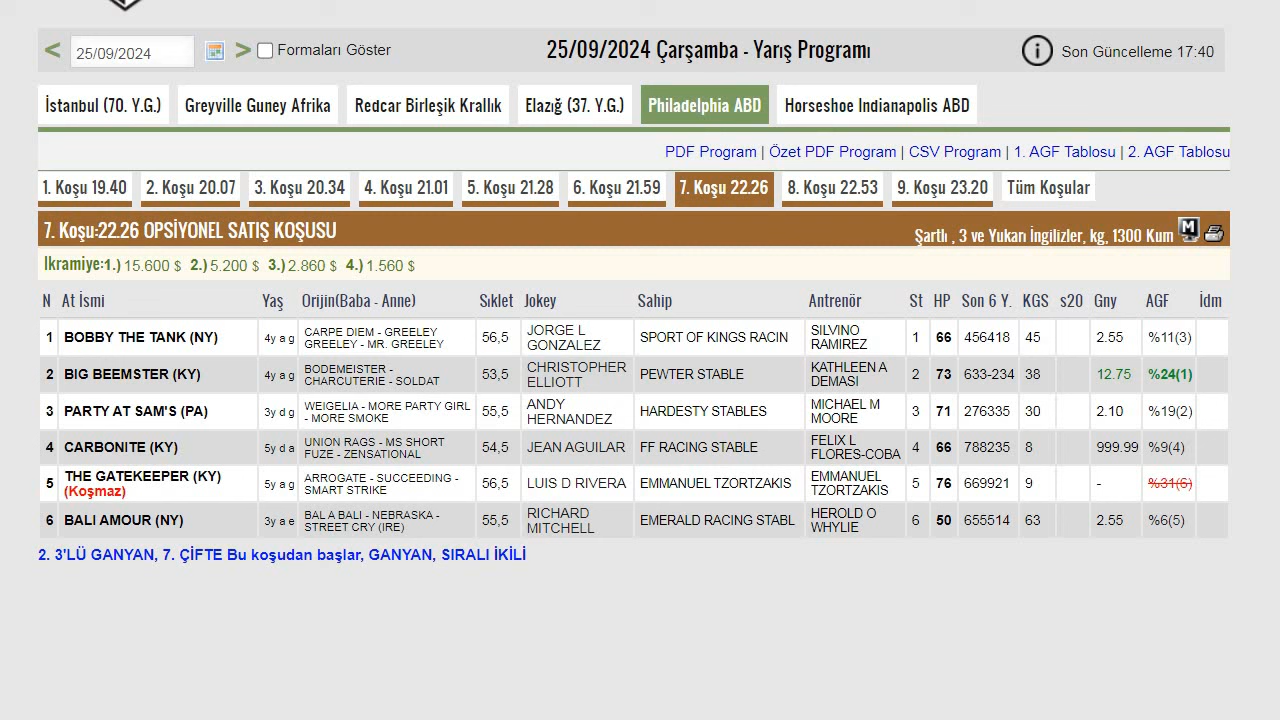 25/09/2024 Formaları Göster 25/09/2024 Çarşamba - Yarış Programı Son Güncelleme 17:40
İstanbul (70. Y.G.) Greyville Guney Afrika Redcar Birleşik Krallık Elazığ (37. Y.G.) Philadelphia ABD Horseshoe Indianapolis ABD
PDF Program | Özet PDF Program | CSV Program | 1. AGF Tablosu | 2. AGF Tablosu
1. Koşu 19.40 2. Koşu 20.07 3. Koşu 20.34 4. Koşu 21.01 5. Koşu 21.28 6. Koşu 21.59 7. Koşu 22.26 8. Koşu 22.53 9. Koşu 23.20 Tüm Koşular
7. Koşu:22.26 OPSİYONEL SATIŞ KOŞUSU Şartlı , 3 ve Yukarı İngilizler, kg, 1300 Kum M
İkramiye:1.) 15.600 $ 2.) 5.200 $ 3.) 2.860 $ 4.) 1.560 $
N At İsmi Yaş Orijin(Baba - Anne) Sıklet Jokey Sahip Antrenör St HP Son 6 Y. KGS s20 Gny AGF İdm
1 BOBBY THE TANK (NY) 4y a g CARPE DIEM - GREELEY GREELEY - MR. GREELEY 56,5 JORGE L GONZALEZ SPORT OF KINGS RACIN SILVINO RAMIREZ 1 66 456418 45 2.55 %11(3)
2 BIG BEEMSTER (KY) 4y a g BODEMEISTER - CHARCUTERIE - SOLDAT 53,5 CHRISTOPHER ELLIOTT PEWTER STABLE KATHLEEN A DEMASI 2 73 633-234 38 12.75 %24(1)
3 PARTY AT SAM'S (PA) 3y d g WEIGELIA - MORE PARTY GIRL - MORE SMOKE 55,5 ANDY HERNANDEZ HARDESTY STABLES MICHAEL M MOORE 3 71 276335 30 2.10 %19(2)
4 CARBONITE (KY) 5y d a UNION RAGS - MS SHORT FUZE - ZENSATIONAL 54,5 JEAN AGUILAR FF RACING STABLE FELIX L FLORES-COBA 4 66 788235 8 999.99 %9(4)
5 THE GATEKEEPER (KY) (Koşmaz) 5y a g ARROGATE - SUCCEEDING - SMART STRIKE 56,5 LUIS D RIVERA EMMANUEL TZORTZAKIS EMMANUEL TZORTZAKIS 5 76 669921 9 - %31(6)
6 BALI AMOUR (NY) 3y a e BAL A BALI - NEBRASKA - STREET CRY (IRE) 55,5 RICHARD MITCHELL EMERALD RACING STABL HEROLD O WHYLIE 6 50 655514 63 2.55 %6(5)
2. 3'LÜ GANYAN, 7. ÇİFTE Bu koşudan başlar, GANYAN, SIRALI İKİLİ